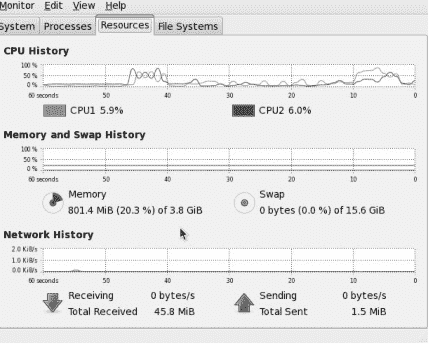 Monitor Edit View Help
System Processes Resources File Systems
CPU History
100 %
50 %
0 %
60 seconds 50 40 30 20 10 0
CPU1 5.9% CPU2 6.0%
Memory and Swap History
100 %
50 %
0 %
60 seconds 50 40 30 20 10 0
Memory Swap
801.4 MiB (20.3 %) of 3.8 GiB 0 bytes (0.0 %) of 15.6 GiB
Network History
2.0 KiB/s
1.0 KiB/s
0.0 KiB/s
60 seconds 50 40 30 20 10 0
Receiving 0 bytes/s Sending 0 bytes/s
Total Received 45.8 MiB Total Sent 1.5 MiB